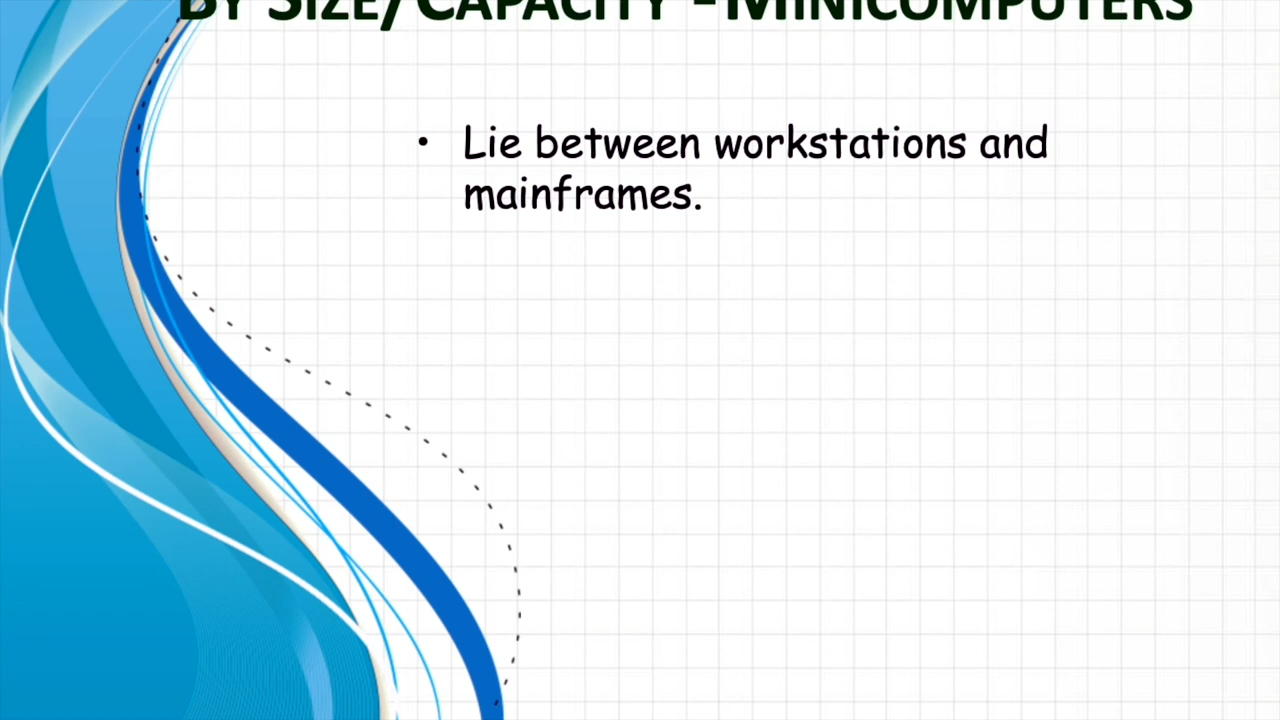 By Size/Capacity - Minicomputers
• Lie between workstations and
mainframes.